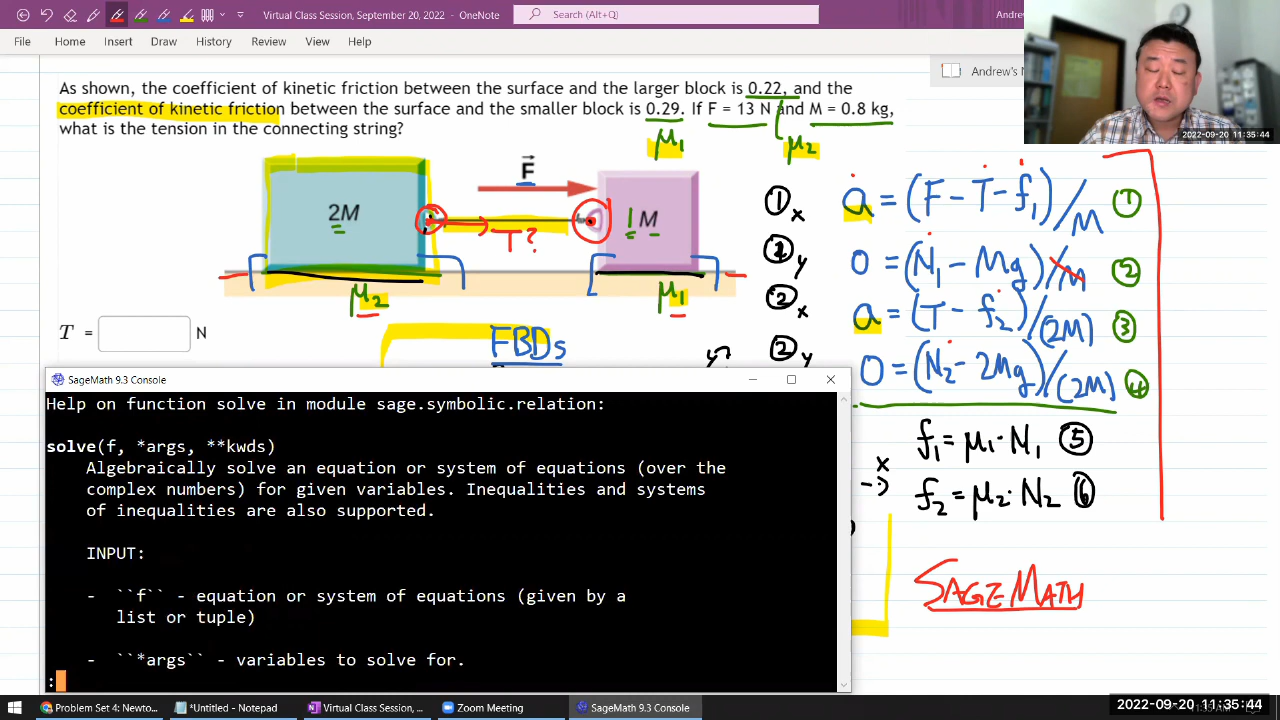 Virtual Class Session, September 20, 2022 - OneNote
Search (Alt+Q)
File Home Insert Draw History Review View Help
Andrew's
2022-09-20 11:35:44
As shown, the coefficient of kinetic friction between the surface and the larger block is 0.22, and the
coefficient of kinetic friction between the surface and the smaller block is 0.29. If F = 13 N and M = 0.8 kg,
what is the tension in the connecting string?
μ1
μ2
F
2M
T?
1 M
μ2
μ1
T =
N
FBDs
①x a = (F - T - f1)/M ①
①y 0 = (N1 - Mg)/M ②
②x a = (T - f2)/(2M) ③
②y 0 = (N2 - 2Mg)/(2M) ④
y
x
f1 = μ1·N1 ⑤
f2 = μ2·N2 ⑥
SAGEMATH
SageMath 9.3 Console
Help on function solve in module sage.symbolic.relation:
solve(f, *args, **kwds)
Algebraically solve an equation or system of equations (over the
complex numbers) for given variables. Inequalities and systems
of inequalities are also supported.
INPUT:
- ``f`` - equation or system of equations (given by a
list or tuple)
- ``*args`` - variables to solve for.
:
Problem Set 4: Newto...
*Untitled - Notepad
Virtual Class Session, ...
Zoom Meeting
SageMath 9.3 Console
2022-09-20 11:35:44